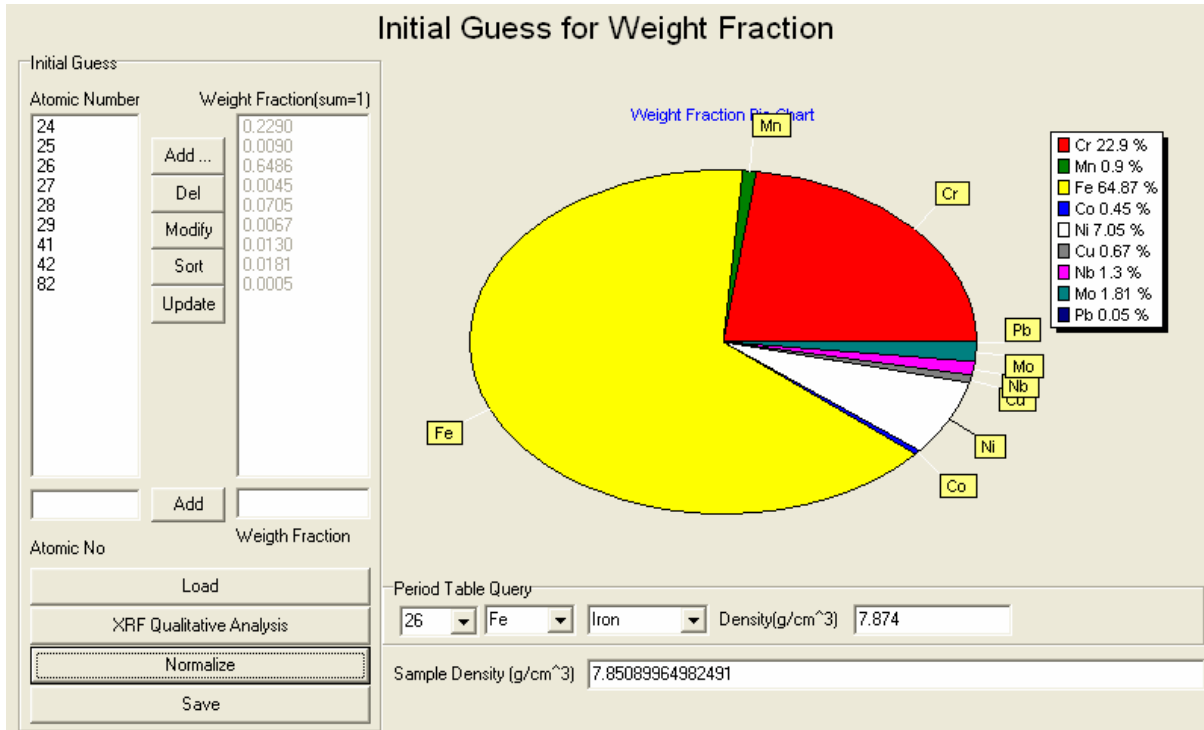 Initial Guess for Weight Fraction
Initial Guess
Atomic Number
Weight Fraction(sum=1)
24
25
26
27
28
29
41
42
82
Add ...
Del
Modify
Sort
Update
0.2290
0.0090
0.6486
0.0045
0.0705
0.0067
0.0130
0.0181
0.0005
Add
Atomic No
Weigth Fraction
Load
XRF Qualitative Analysis
Normalize
Save
Weight Fraction Pie Chart
Mn
Cr
Pb
Mo
Nb
Cu
Ni
Co
Fe
Cr 22.9 %
Mn 0.9 %
Fe 64.87 %
Co 0.45 %
Ni 7.05 %
Cu 0.67 %
Nb 1.3 %
Mo 1.81 %
Pb 0.05 %
Period Table Query
26 Fe Iron Density(g/cm^3) 7.874
Sample Density (g/cm^3) 7.85089964982491